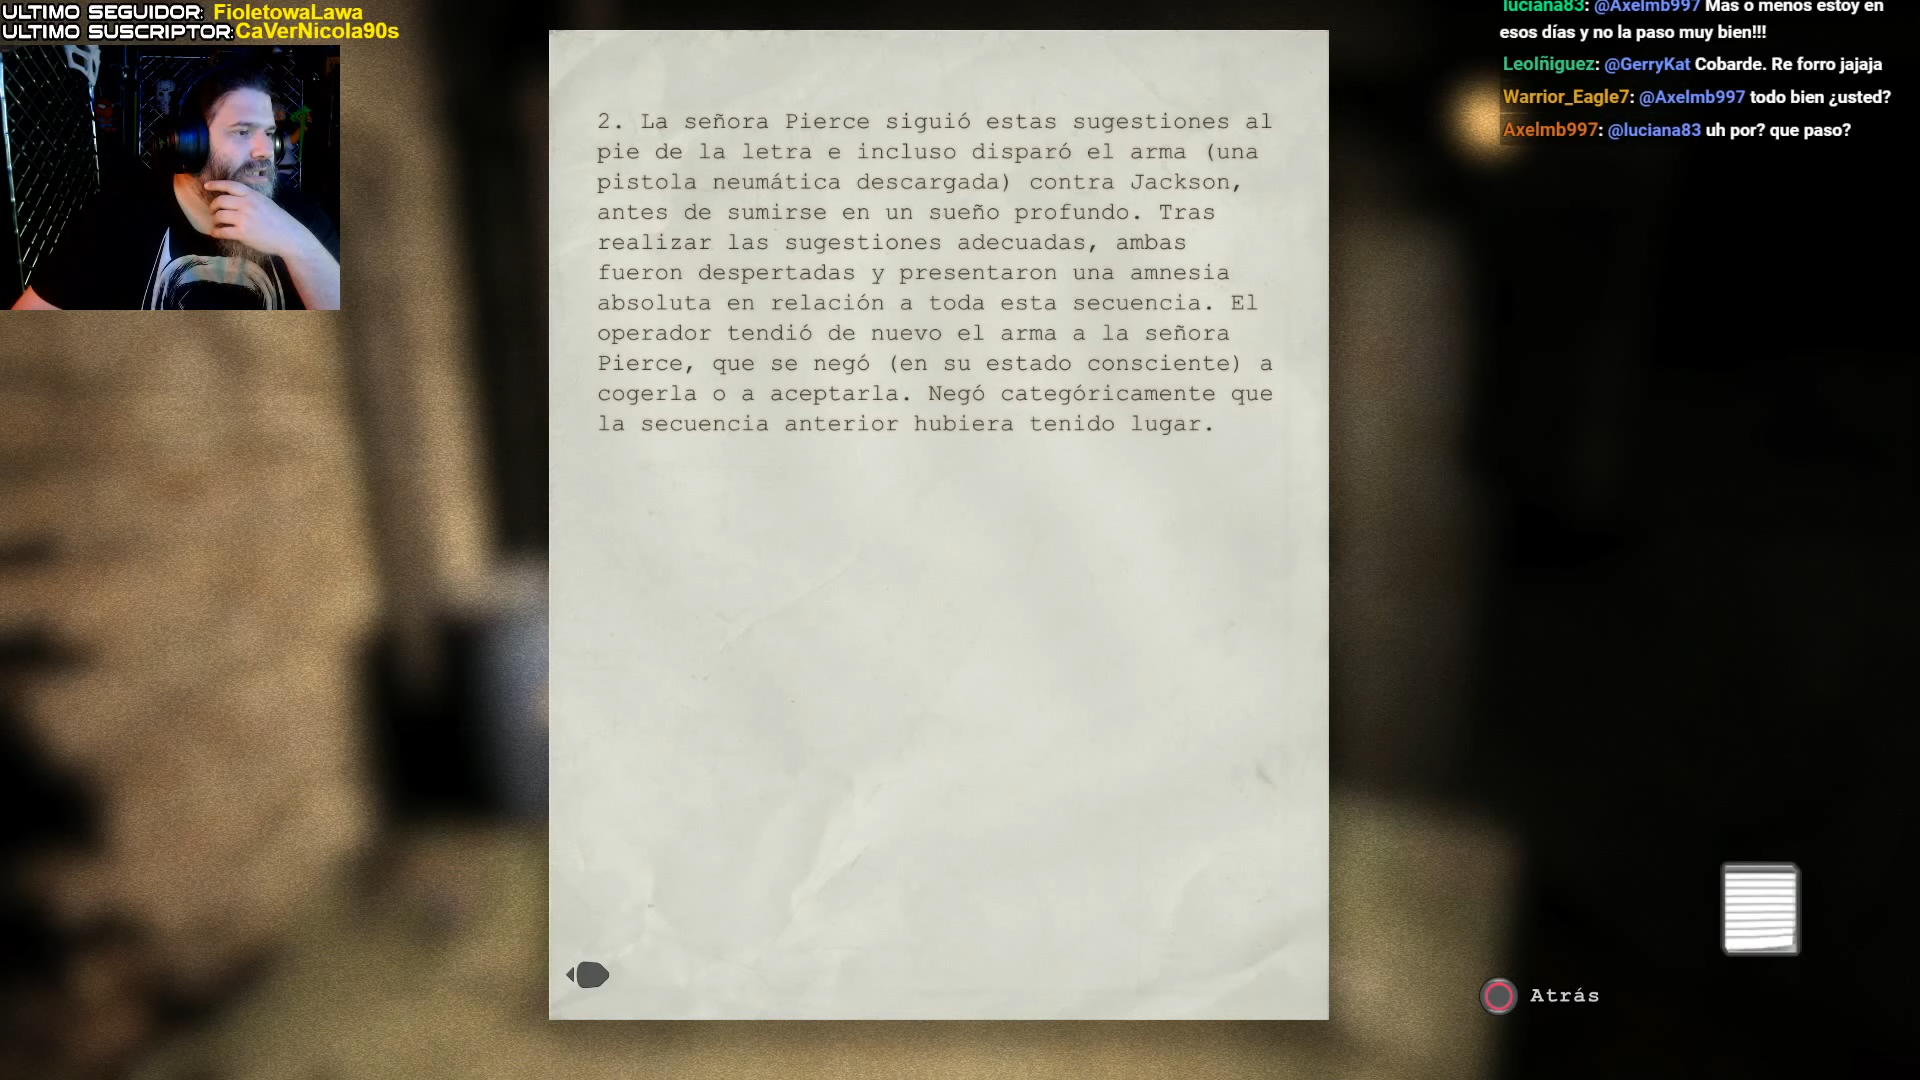 ULTIMO SEGUIDOR: FioletowaLawa
ULTIMO SUSCRIPTOR:CaVerNicola90s
luciana83: @Axelmb997 Mas o menos estoy en
esos días y no la paso muy bien!!!
LeoIñiguez: @GerryKat Cobarde. Re forro jajaja
Warrior_Eagle7: @Axelmb997 todo bien ¿usted?
Axelmb997: @luciana83 uh por? que paso?
2. La señora Pierce siguió estas sugestiones al
pie de la letra e incluso disparó el arma (una
pistola neumática descargada) contra Jackson,
antes de sumirse en un sueño profundo. Tras
realizar las sugestiones adecuadas, ambas
fueron despertadas y presentaron una amnesia
absoluta en relación a toda esta secuencia. El
operador tendió de nuevo el arma a la señora
Pierce, que se negó (en su estado consciente) a
cogerla o a aceptarla. Negó categóricamente que
la secuencia anterior hubiera tenido lugar.
Atrás